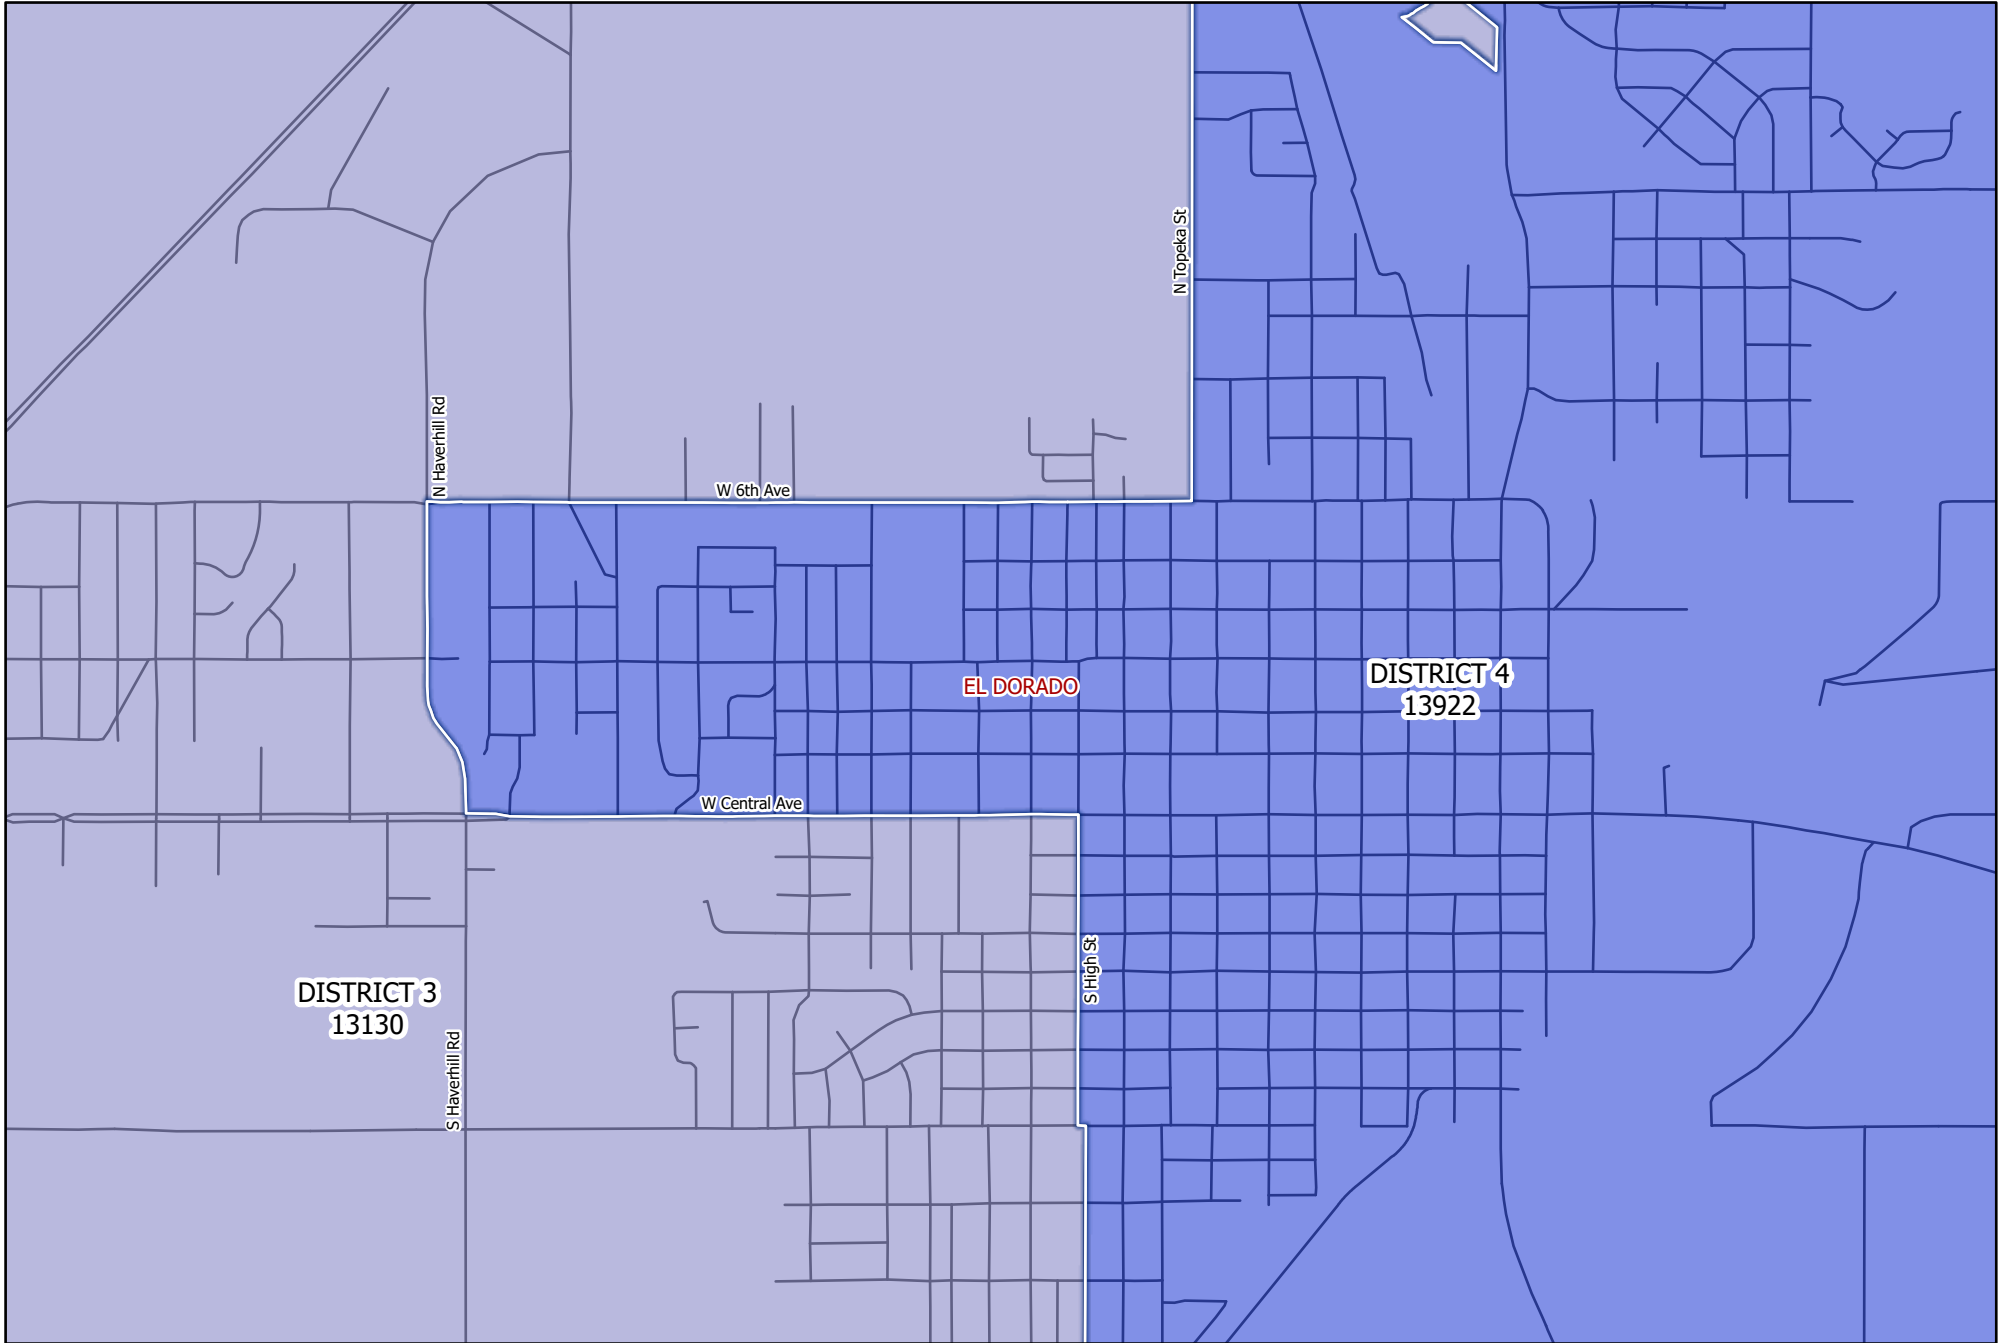 N Topeka St
N Haverhill Rd
W 6th Ave
DISTRICT 4
13922
EL DORADO
W Central Ave
S High St
DISTRICT 3
13130
S Haverhill Rd